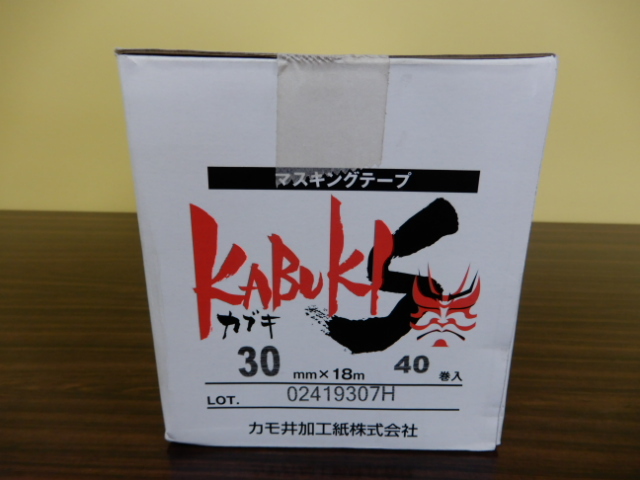 マスキングテープ
KABUKI S
カブキ
30 mm×18m 40 巻入
LOT. 02419307H
カモ井加工紙株式会社